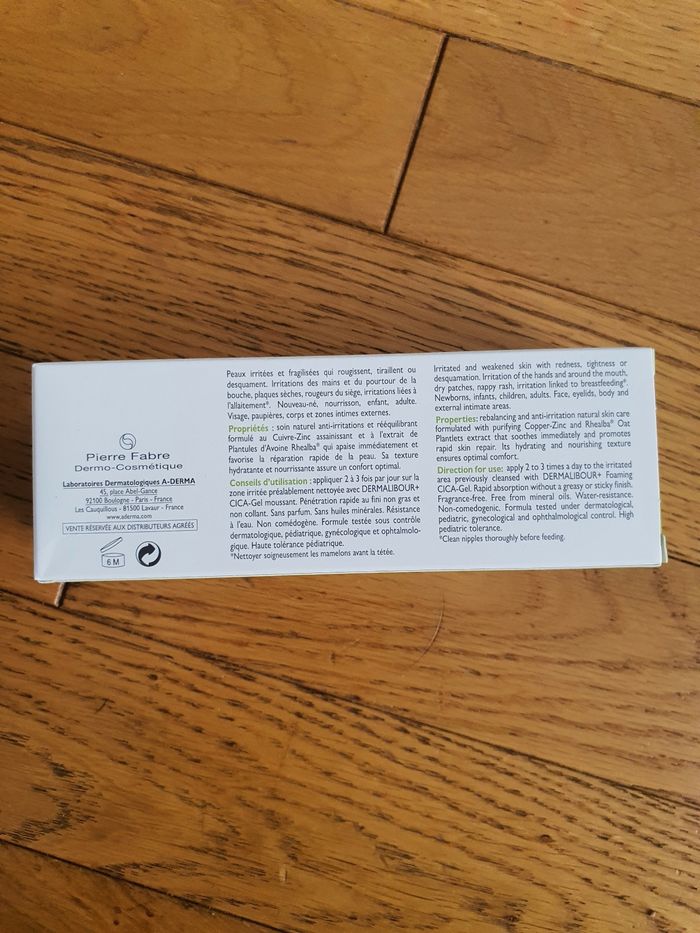 Pierre Fabre
Dermo-Cosmétique
Laboratoires Dermatologiques A-DERMA
45, place Abel-Gance
92100 Boulogne - Paris - France
Les Cauquillous - 81500 Lavaur - France
www.aderma.com
VENTE RÉSERVÉE AUX DISTRIBUTEURS AGRÉÉS
6 M
Peaux irritées et fragilisées qui rougissent, tiraillent ou
desquament. Irritations des mains et du pourtour de la
bouche, plaques sèches, rougeurs du siège, irritations liées à
l'allaitement*. Nouveau-né, nourrisson, enfant, adulte.
Visage, paupières, corps et zones intimes externes.
Propriétés : soin naturel anti-irritations et rééquilibrant
formulé au Cuivre-Zinc assainissant et à l'extrait de
Plantules d'Avoine Rhealba® qui apaise immédiatement et
favorise la réparation rapide de la peau. Sa texture
hydratante et nourrissante assure un confort optimal.
Conseils d'utilisation : appliquer 2 à 3 fois par jour sur la
zone irritée préalablement nettoyée avec DERMALIBOUR+
CICA-Gel moussant. Pénétration rapide au fini non gras et
non collant. Sans parfum. Sans huiles minérales. Résistance
à l'eau. Non comédogène. Formule testée sous contrôle
dermatologique, pédiatrique, gynécologique et ophtalmolo-
gique. Haute tolérance pédiatrique.
*Nettoyer soigneusement les mamelons avant la tétée.
Irritated and weakened skin with redness, tightness or
desquamation. Irritation of the hands and around the mouth,
dry patches, nappy rash, irritation linked to breastfeeding*.
Newborns, infants, children, adults. Face, eyelids, body and
external intimate areas.
Properties: rebalancing and anti-irritation natural skin care
formulated with purifying Copper-Zinc and Rhealba® Oat
Plantlets extract that soothes immediately and promotes
rapid skin repair. Its hydrating and nourishing texture
ensures optimal comfort.
Direction for use: apply 2 to 3 times a day to the irritated
area previously cleansed with DERMALIBOUR+ Foaming
CICA-Gel. Rapid absorption without a greasy or sticky finish.
Fragrance-free. Free from mineral oils. Water-resistance.
Non-comedogenic. Formula tested under dermatological,
pediatric, gynecological and ophthalmological control. High
pediatric tolerance.
*Clean nipples thoroughly before feeding.